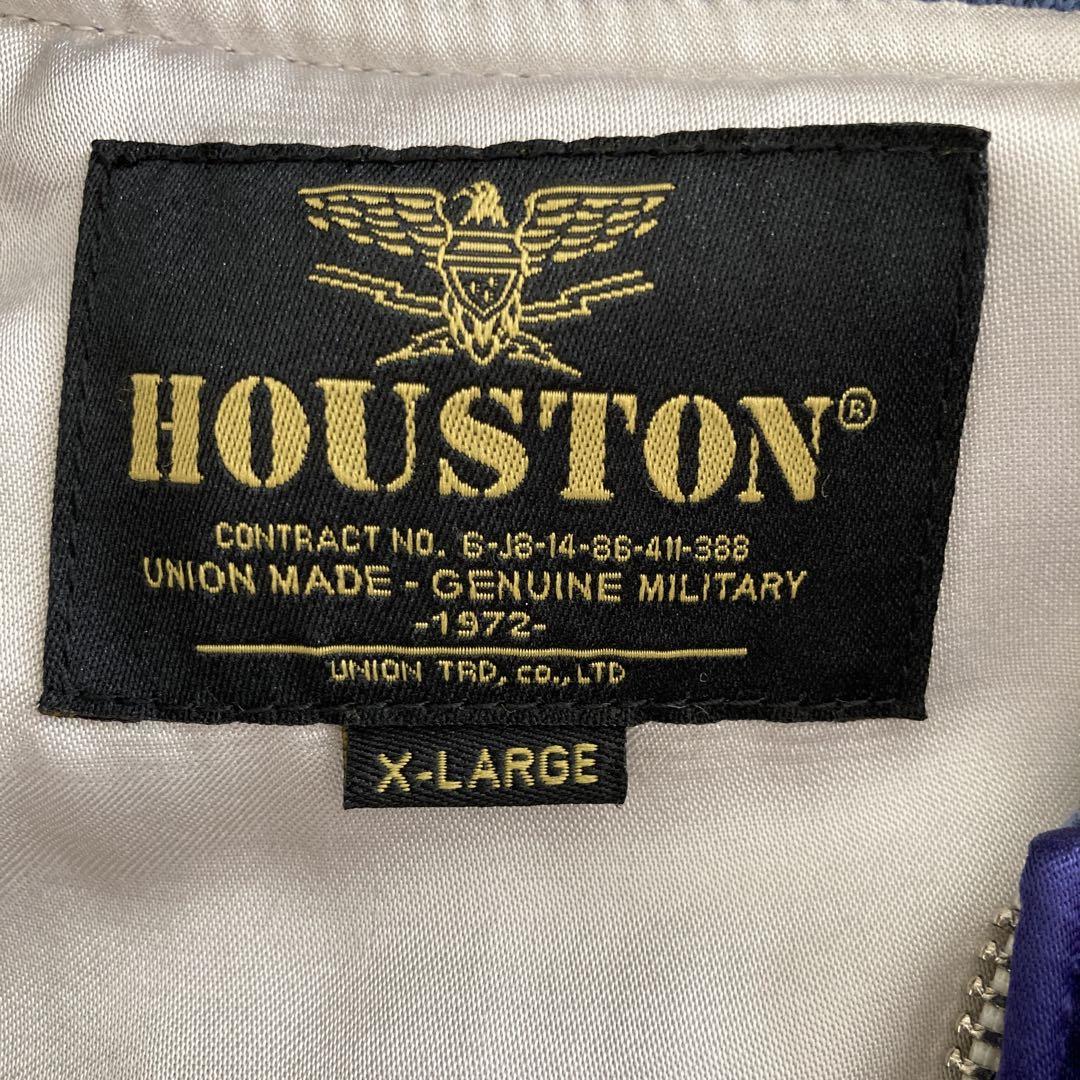 HOUSTON®
CONTRACT NO. 6-J8-14-86-411-388
UNION MADE - GENUINE MILITARY
-1972-
UNION TRD, CO., LTD
X-LARGE